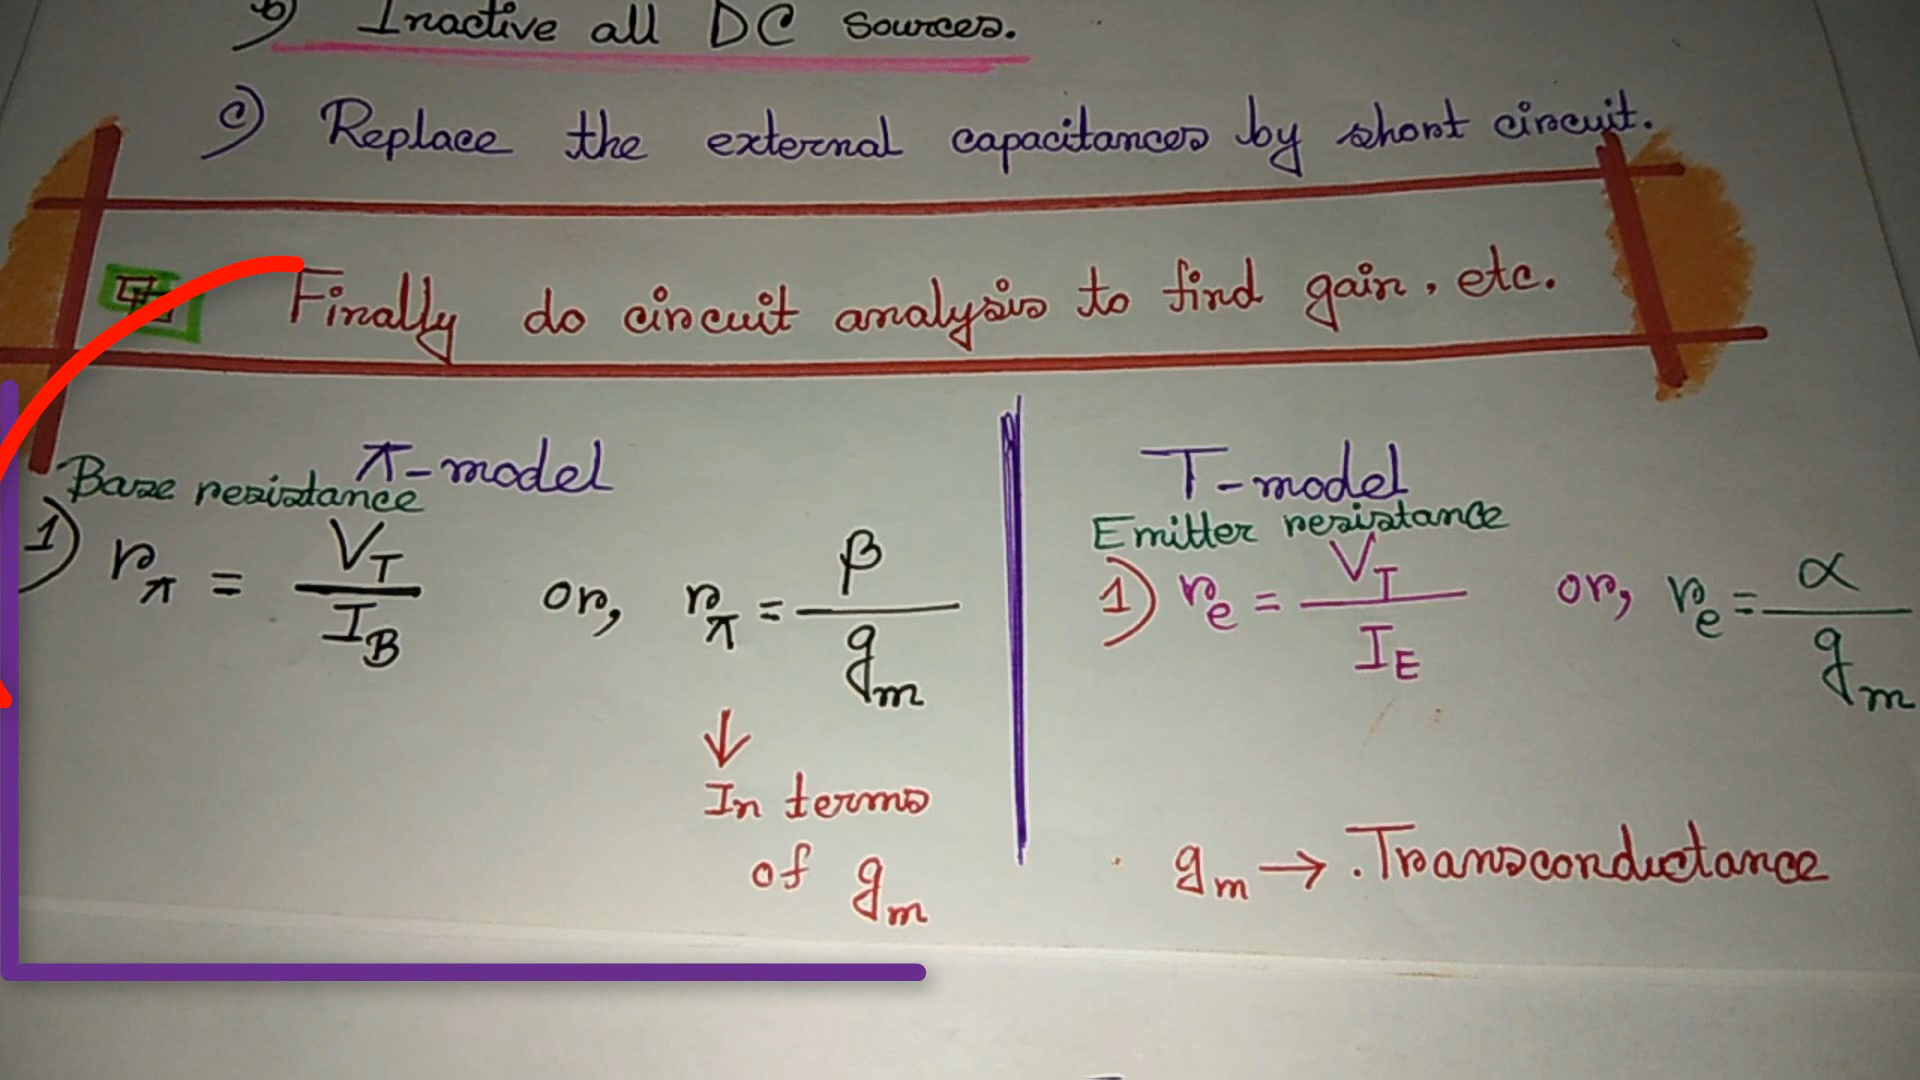 b) Inactive all DC sources.
c) Replace the external capacitances by short circuit.
Finally do circuit analysis to find gain, etc.
π-model
Base resistance
1) rπ = VT / IB or, rπ = β / gm
↓
In terms
of gm
T-model
Emitter resistance
1) re = VT / IE or, re = α / gm
gm → Transconductance